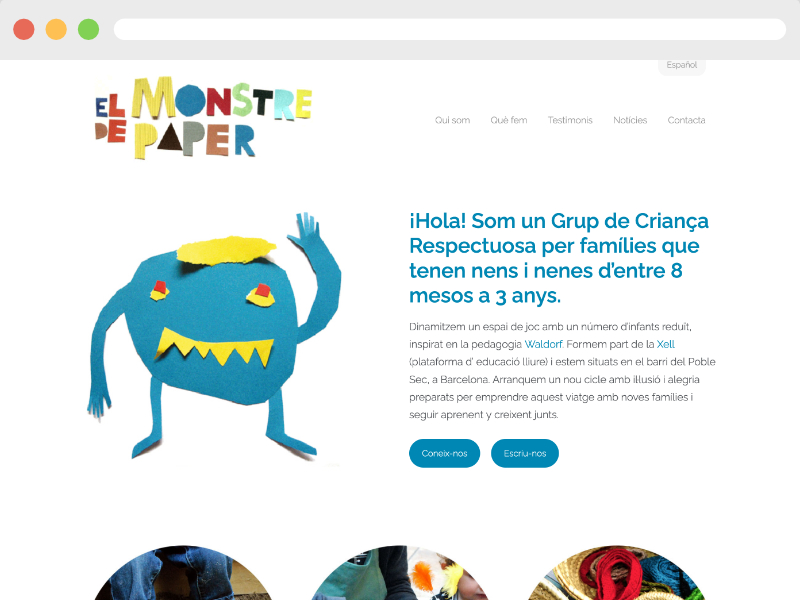 Español
EL MONSTRE
DE PAPER
Qui som Què fem Testimonis Notícies Contacta
¡Hola! Som un Grup de Criança
Respectuosa per famílies que
tenen nens i nenes d'entre 8
mesos a 3 anys.
Dinamitzem un espai de joc amb un número d'infants reduït,
inspirat en la pedagogia Waldorf. Formem part de la Xell
(plataforma d' educació lliure) i estem situats en el barri del Poble
Sec, a Barcelona. Arranquem un nou cicle amb illusió i alegria
preparats per emprendre aquest viatge amb noves famílies i
seguir aprenent y creixent junts.
Coneix-nos Escriu-nos